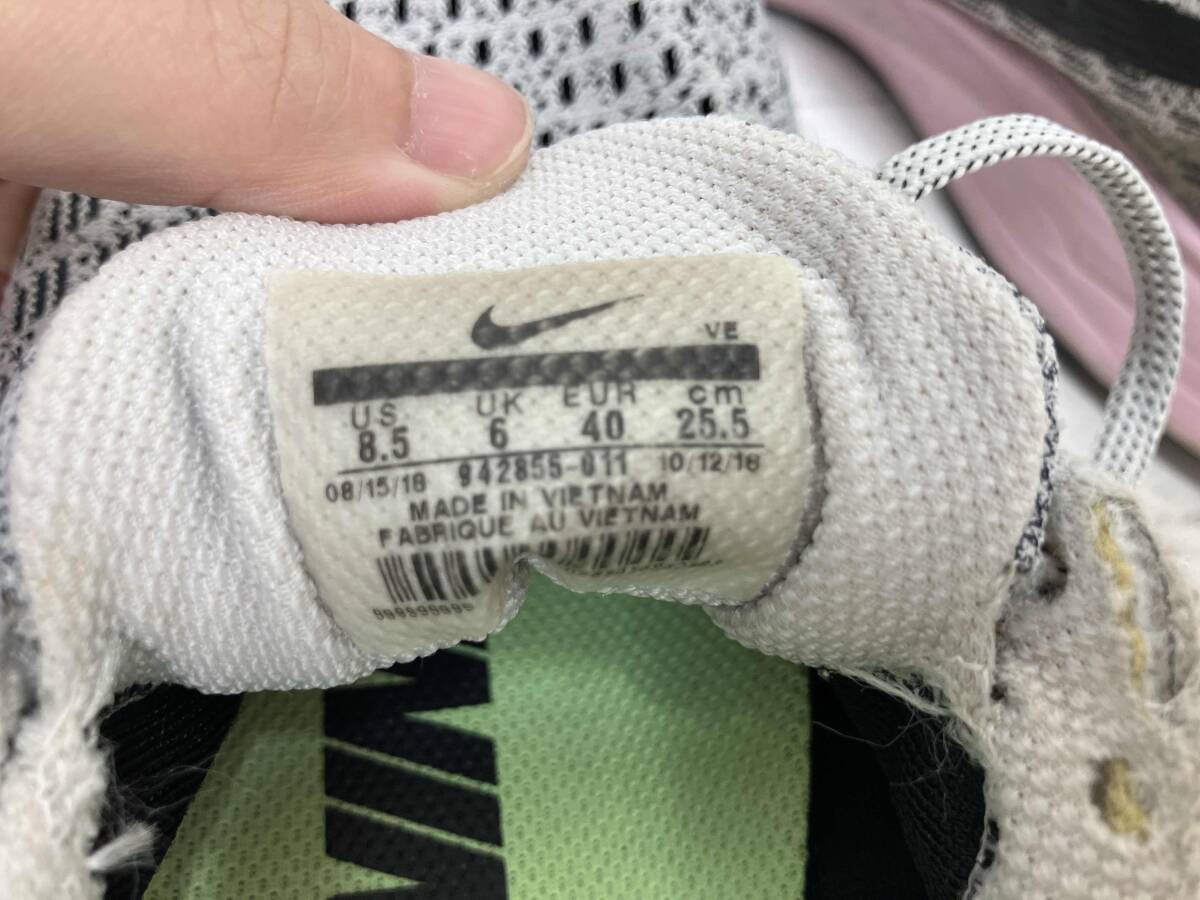 VE
US UK EUR cm
8.5 6 40 25.5
08/15/18 942855-011 10/12/18
MADE IN VIETNAM
FABRIQUE AU VIETNAM